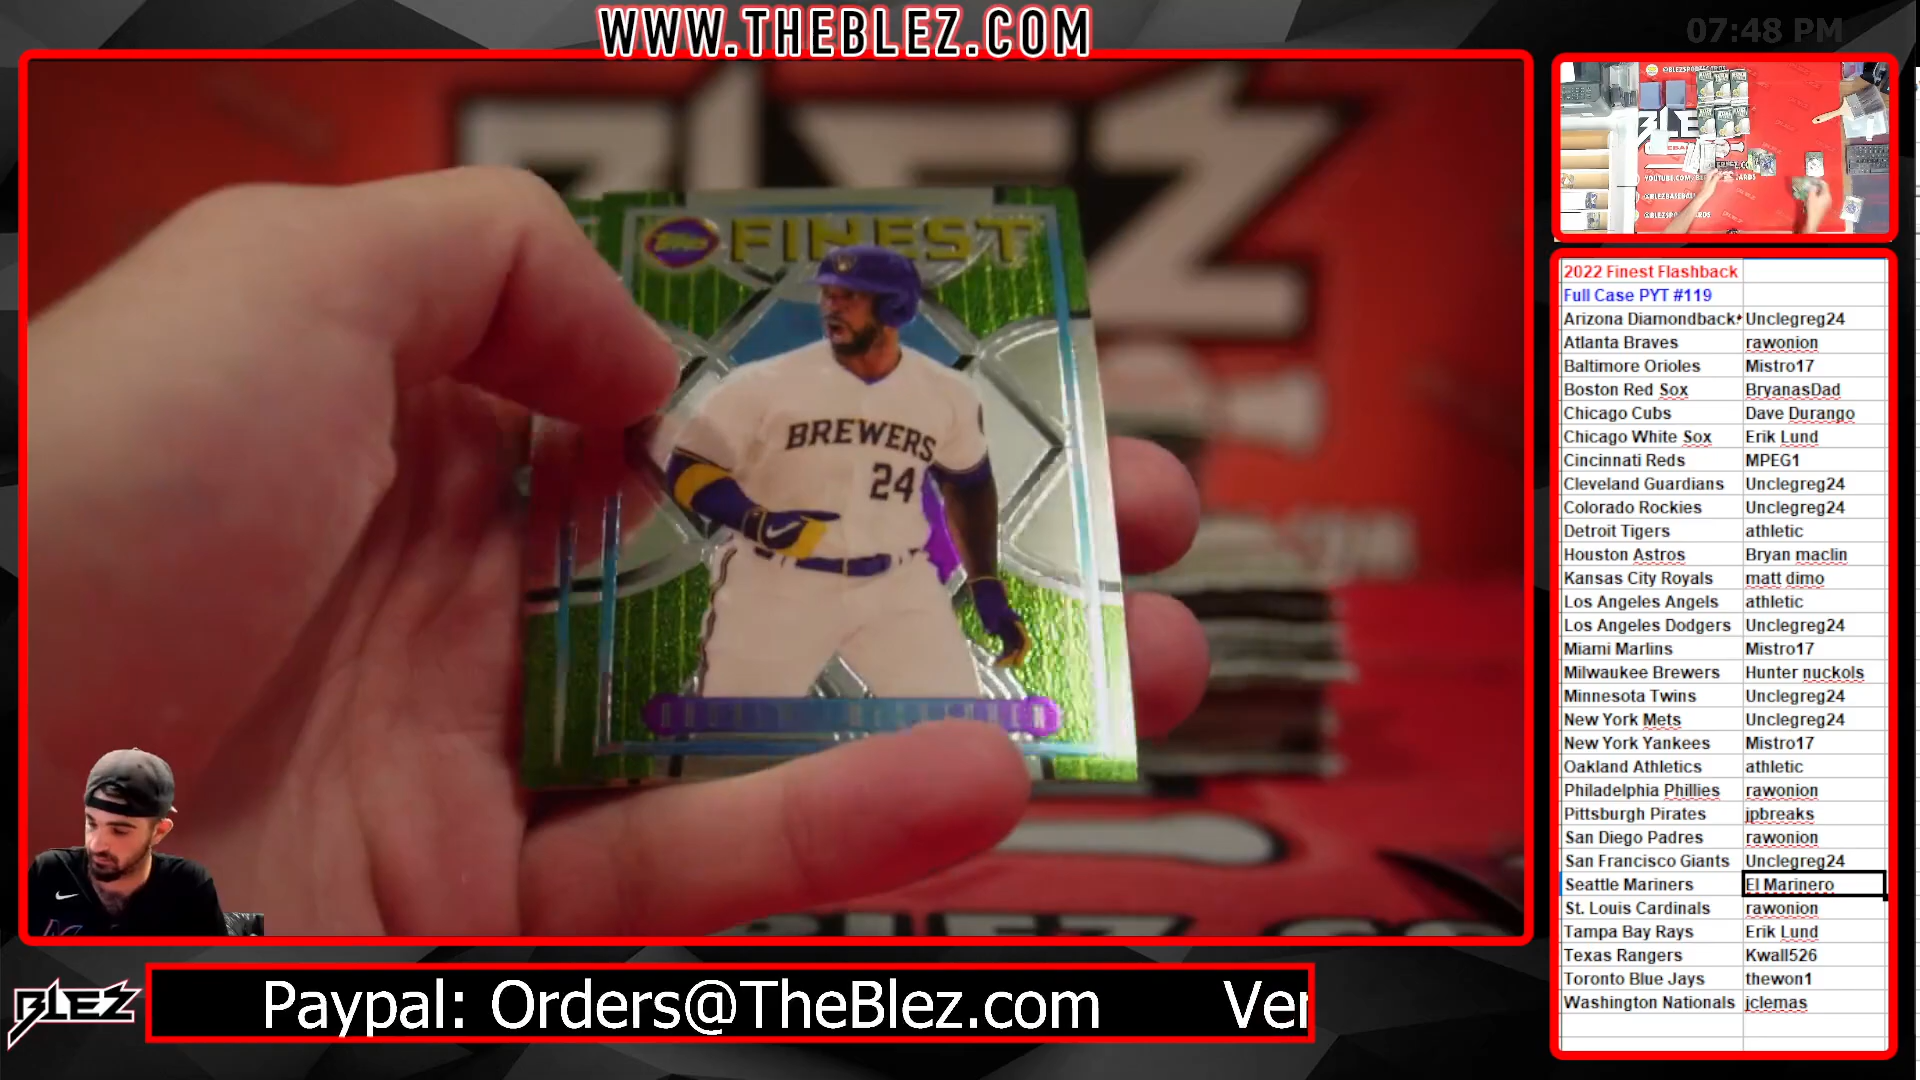 WWW.THEBLEZ.COM
07:48 PM
BLEZ
Topps FINEST
BREWERS
24
@BLEZSPORTSCARDS
BLE
2022 Finest Flashback
Full Case PYT #119
Arizona Diamondback Unclegreg24
Atlanta Braves rawonion
Baltimore Orioles Mistro17
Boston Red Sox BryanasDad
Chicago Cubs Dave Durango
Chicago White Sox Erik Lund
Cincinnati Reds MPEG1
Cleveland Guardians Unclegreg24
Colorado Rockies Unclegreg24
Detroit Tigers athletic
Houston Astros Bryan maclin
Kansas City Royals matt dimo
Los Angeles Angels athletic
Los Angeles Dodgers Unclegreg24
Miami Marlins Mistro17
Milwaukee Brewers Hunter nuckols
Minnesota Twins Unclegreg24
New York Mets Unclegreg24
New York Yankees Mistro17
Oakland Athletics athletic
Philadelphia Phillies rawonion
Pittsburgh Pirates jpbreaks
San Diego Padres rawonion
San Francisco Giants Unclegreg24
Seattle Mariners El Marinero
St. Louis Cardinals rawonion
Tampa Bay Rays Erik Lund
Texas Rangers Kwall526
Toronto Blue Jays thewon1
Washington Nationals jclemas
BLEZ
Paypal: Orders@TheBlez.com Ver